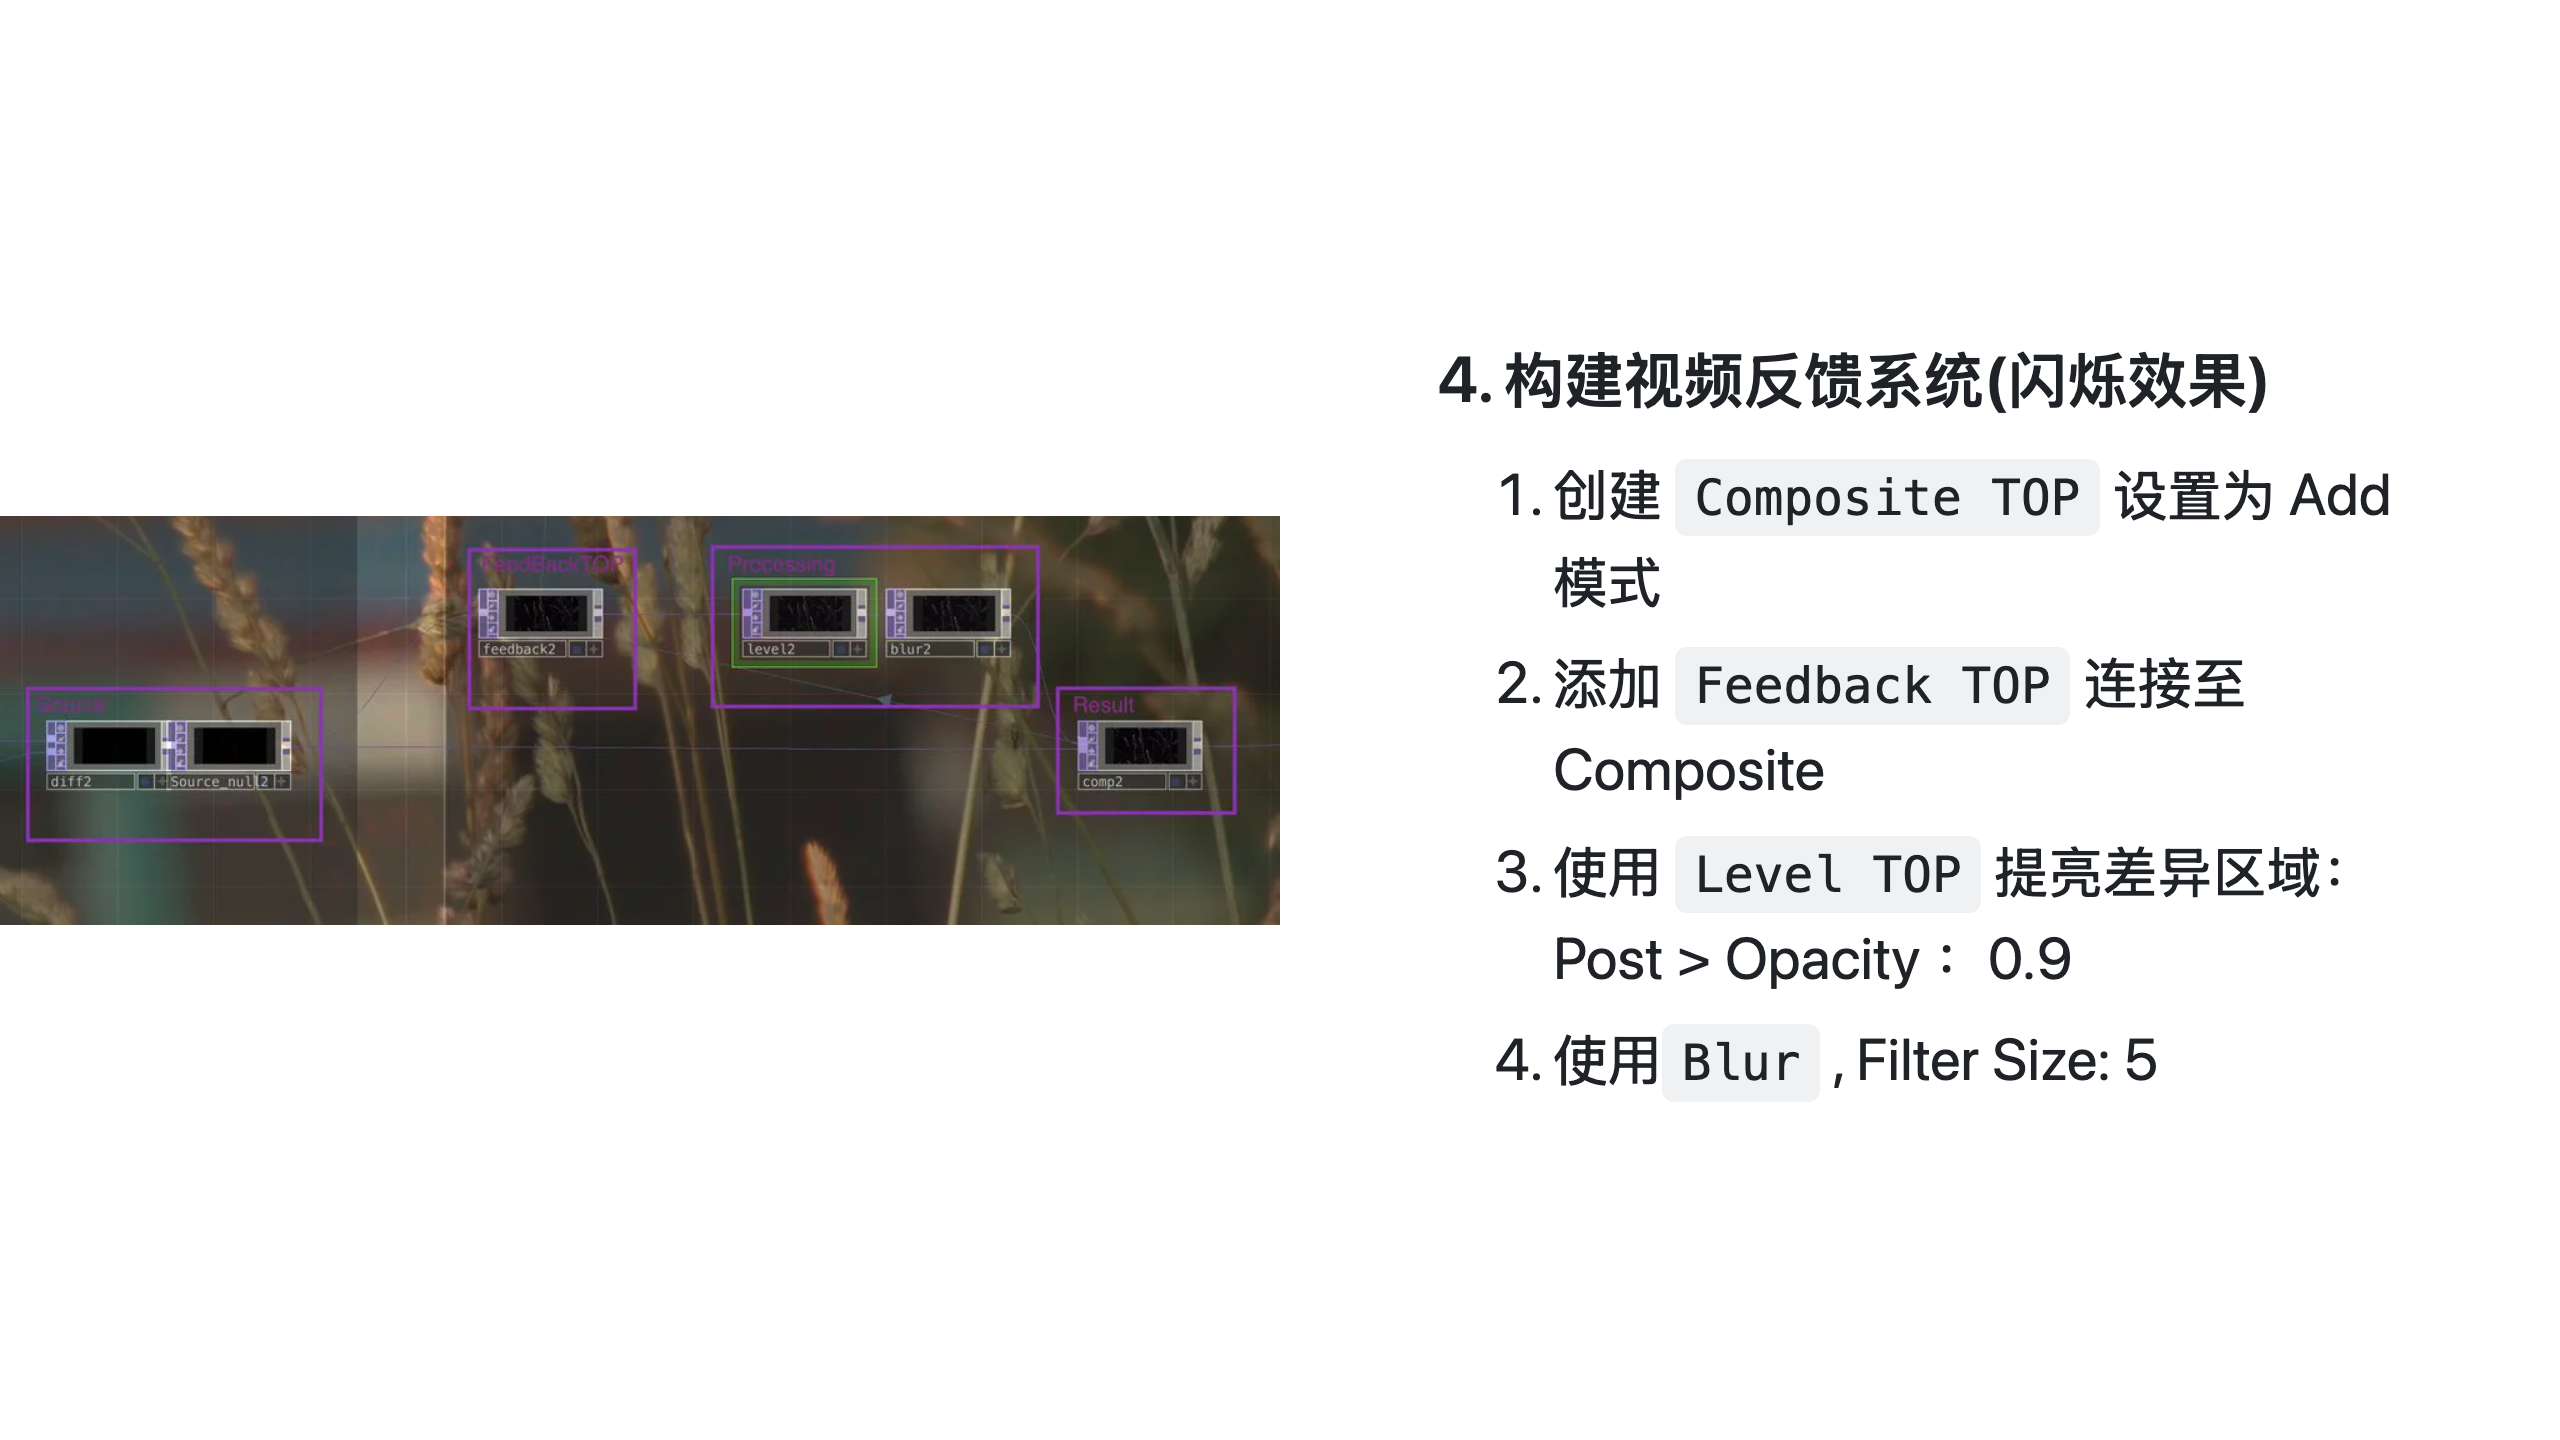 4. 构建视频反馈系统(闪烁效果)
1. 创建 Composite TOP 设置为 Add
模式
2. 添加 Feedback TOP 连接至
Composite
3. 使用 Level TOP 提亮差异区域：
Post > Opacity： 0.9
4. 使用 Blur , Filter Size: 5
FeedBackTOP
feedback2
Processing
level2
blur2
Source
diff2
Source_null2
Result
comp2